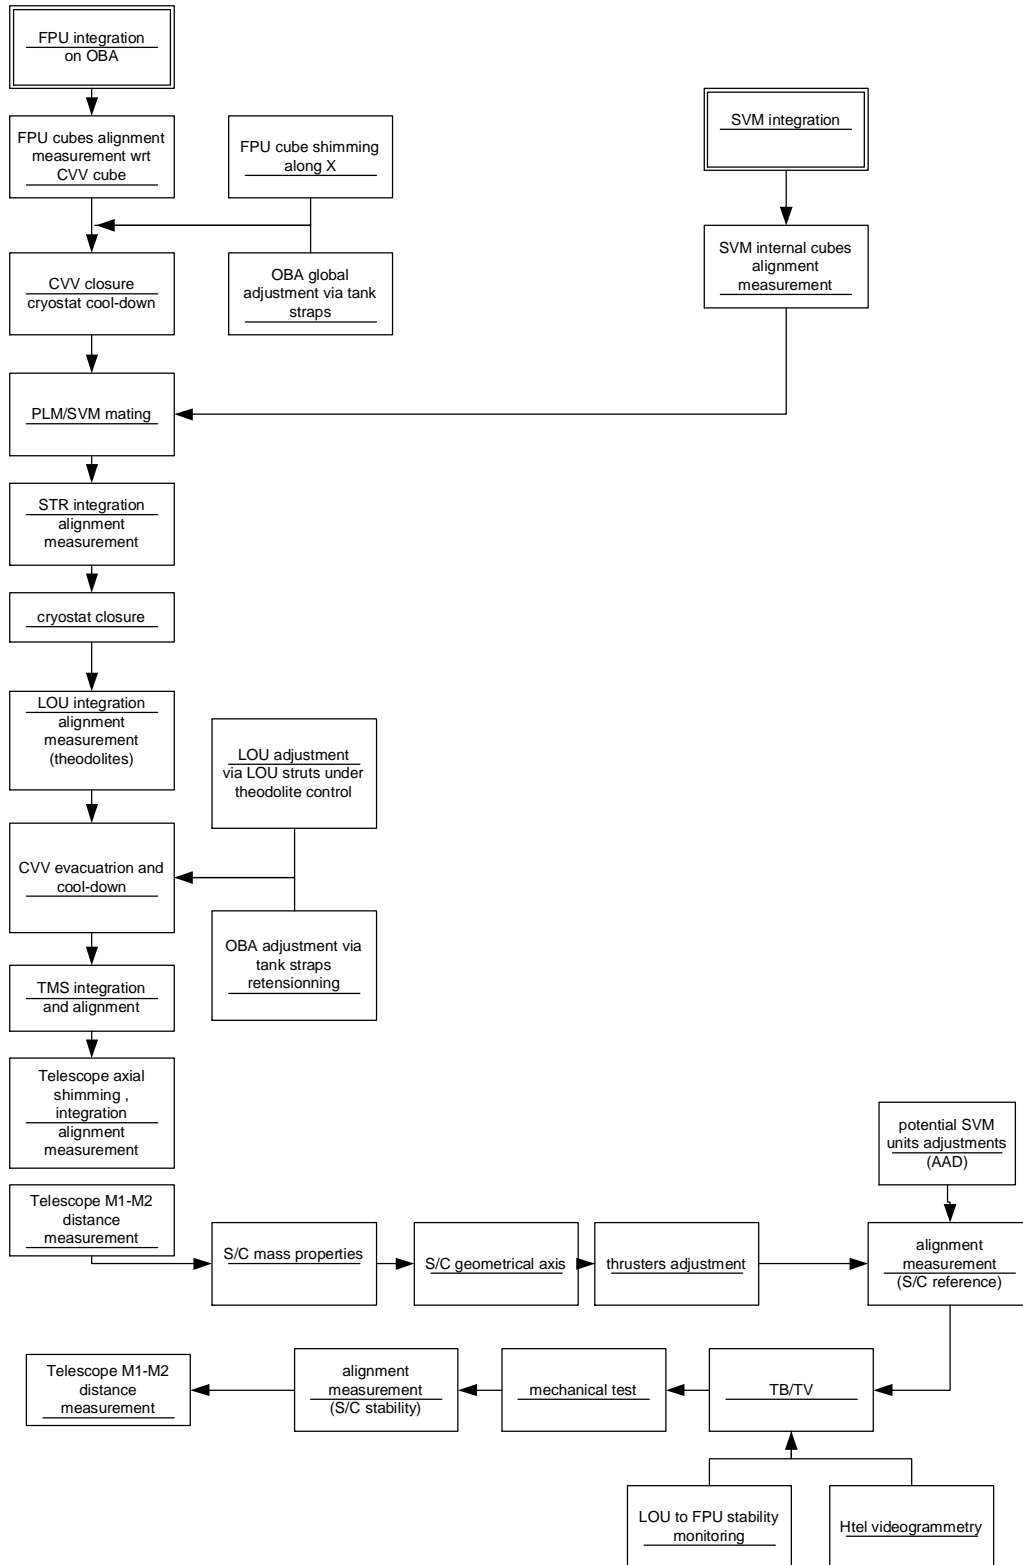 FPU integration
on OBA
SVM integration
FPU cubes alignment
measurement wrt
CVV cube
FPU cube shimming
along X
SVM internal cubes
alignment
measurement
CVV closure
cryostat cool-down
OBA global
adjustment via tank
straps
PLM/SVM mating
STR integration
alignment
measurement
cryostat closure
LOU integration
alignment
measurement
(theodolites)
LOU adjustment
via LOU struts under
theodolite control
CVV evacuatrion and
cool-down
OBA adjustment via
tank straps
retensionning
TMS integration
and alignment
Telescope axial
shimming ,
integration
alignment
measurement
potential SVM
units adjustments
(AAD)
Telescope M1-M2
distance
measurement
S/C mass properties
S/C geometrical axis
thrusters adjustment
alignment
measurement
(S/C reference)
Telescope M1-M2
distance
measurement
alignment
measurement
(S/C stability)
mechanical test
TB/TV
LOU to FPU stability
monitoring
Htel videogrammetry